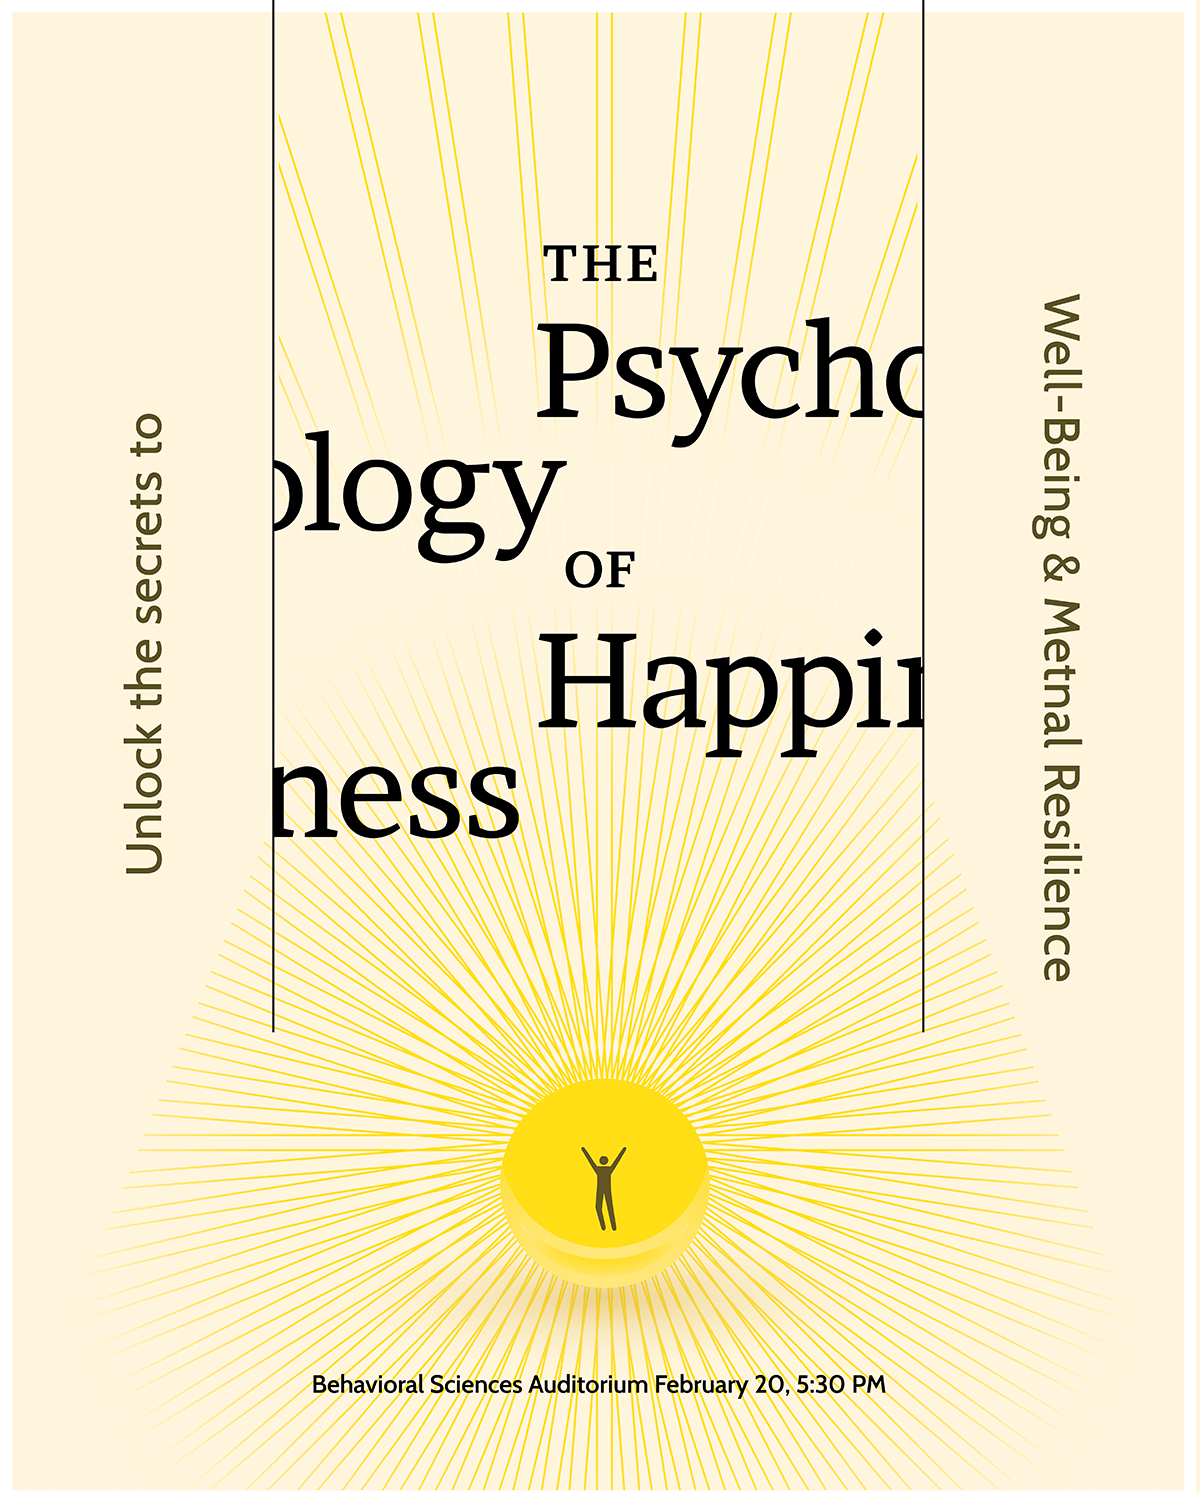 THE
Psycho
ology
OF
Happin
ness
Unlock the secrets to
Well-Being & Metnal Resilience
Behavioral Sciences Auditorium February 20, 5:30 PM